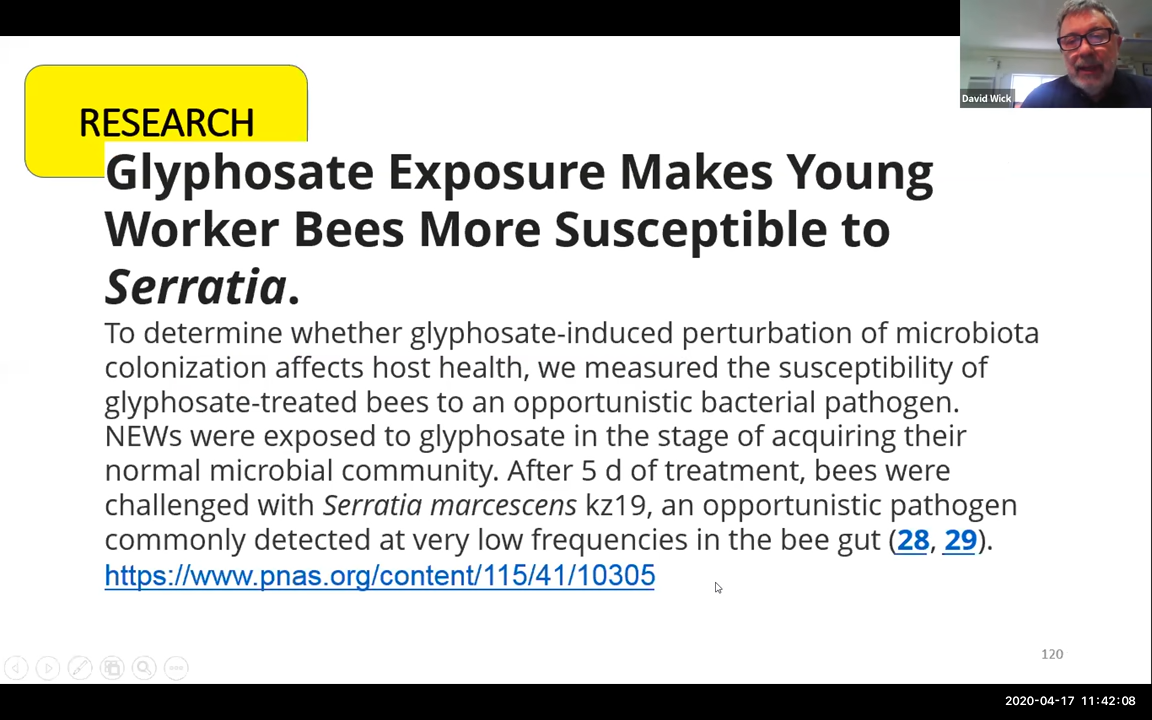 David Wick
RESEARCH
Glyphosate Exposure Makes Young
Worker Bees More Susceptible to
Serratia.
To determine whether glyphosate-induced perturbation of microbiota
colonization affects host health, we measured the susceptibility of
glyphosate-treated bees to an opportunistic bacterial pathogen.
NEWs were exposed to glyphosate in the stage of acquiring their
normal microbial community. After 5 d of treatment, bees were
challenged with Serratia marcescens kz19, an opportunistic pathogen
commonly detected at very low frequencies in the bee gut (28, 29).
https://www.pnas.org/content/115/41/10305
120
2020-04-17 11:42:08